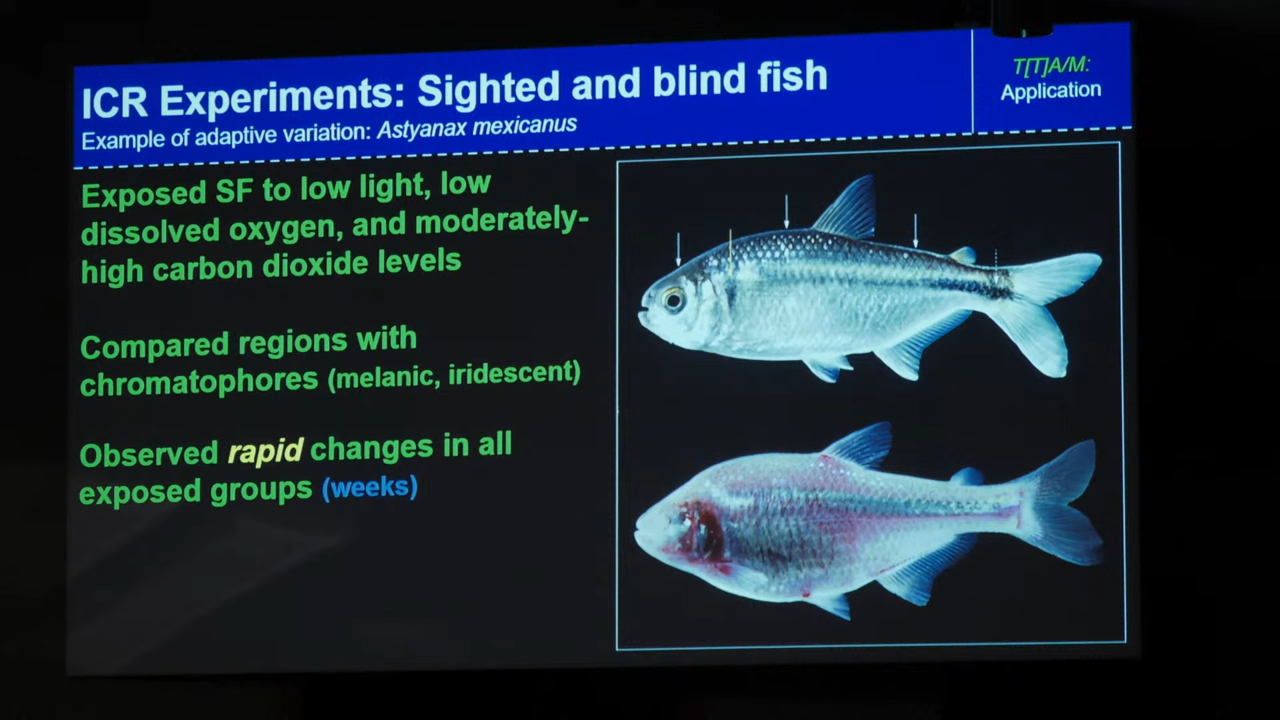 ICR Experiments: Sighted and blind fish
Example of adaptive variation: Astyanax mexicanus
T[T]A/M:
Application
Exposed SF to low light, low
dissolved oxygen, and moderately-
high carbon dioxide levels
Compared regions with
chromatophores (melanic, iridescent)
Observed rapid changes in all
exposed groups (weeks)